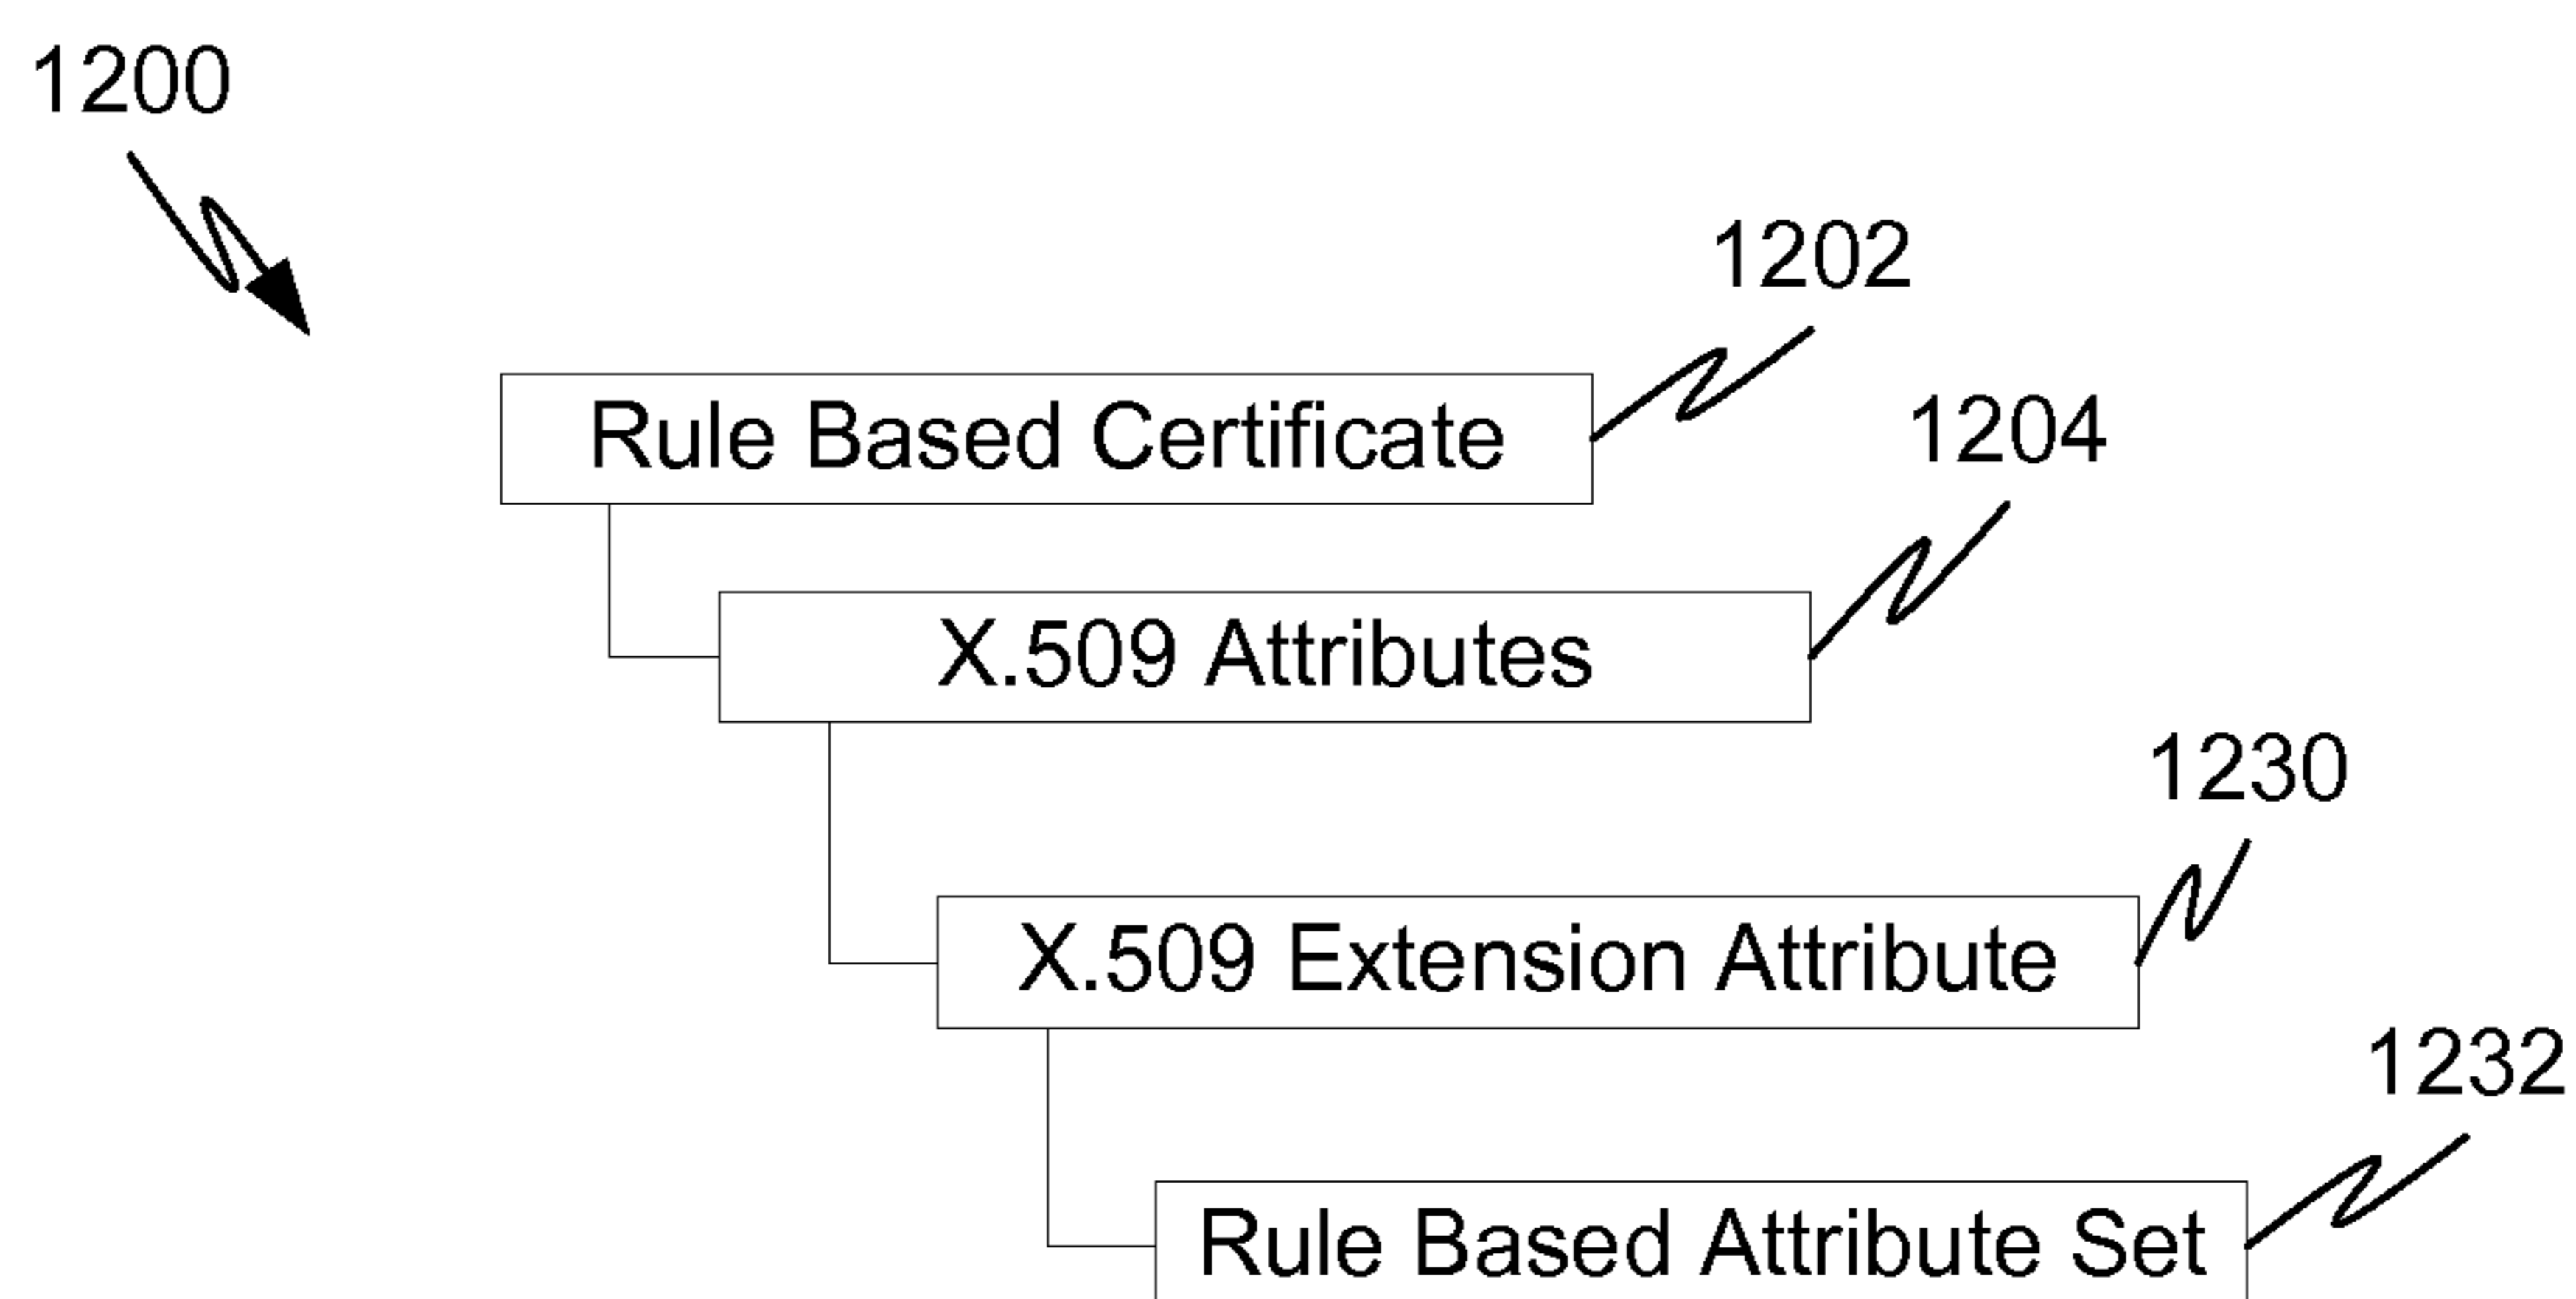 1200
1202
Rule Based Certificate
1204
X.509 Attributes
1230
X.509 Extension Attribute
1232
Rule Based Attribute Set